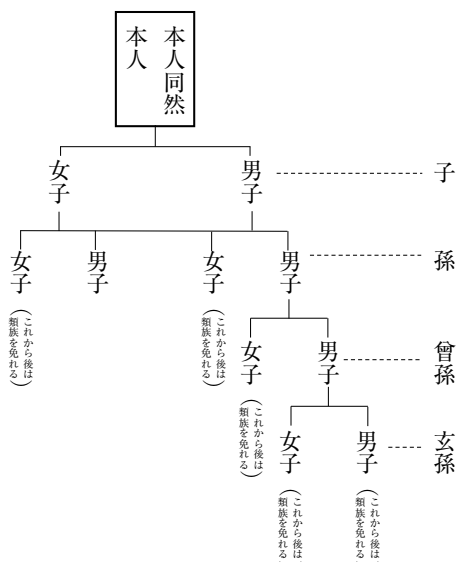 本人同然
本人
子
男子
女子
孫
男子
女子
（これから後は
類族を免れる）
男子
女子
（これから後は
類族を免れる）
曾孫
男子
女子
（これから後は
類族を免れる）
玄孫
男子
（これから後は
類族を免れる
女子
（これから後は
類族を免れる